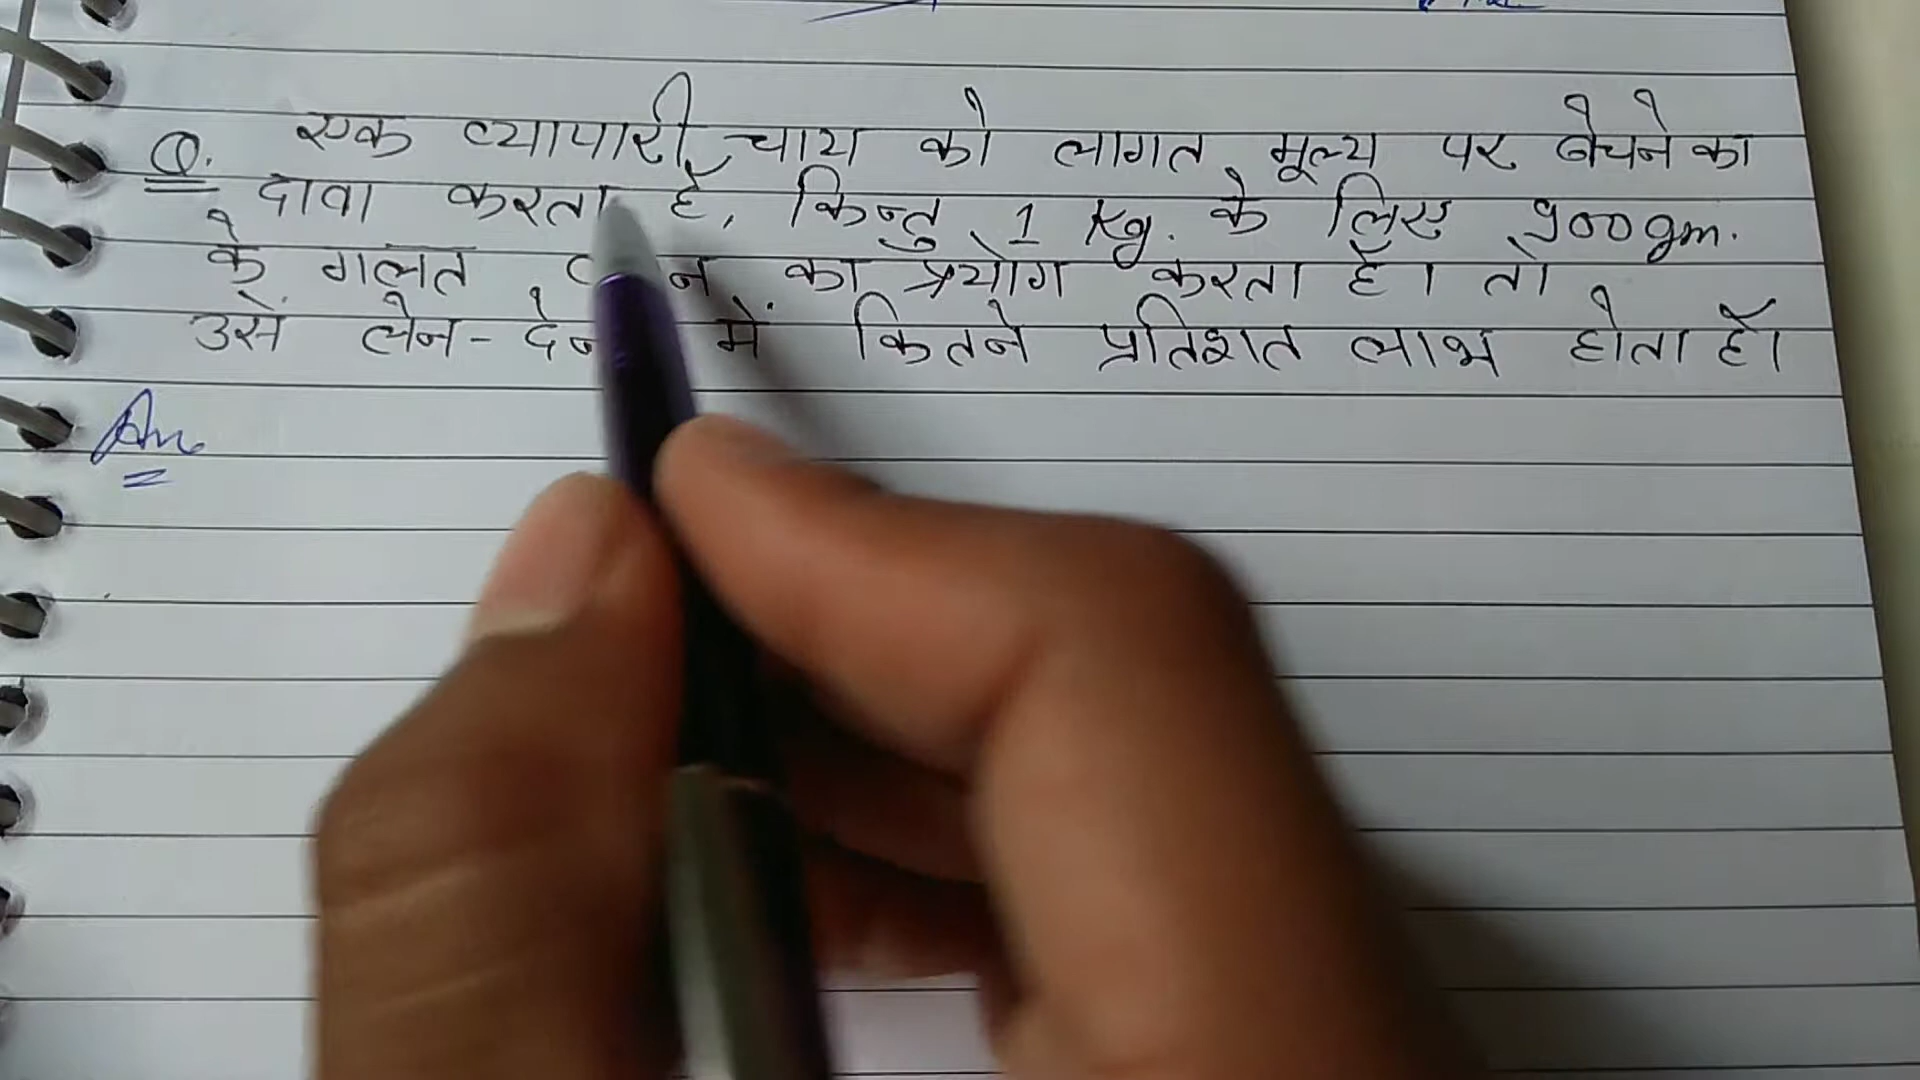 Q. एक व्यापारी चाय को लागत मूल्य पर बेचने का
दावा करता है, किन्तु 1 Kg. के लिए 900gm.
के गलत का प्रयोग करता है। तो
उसे लेन-देन में कितने प्रतिशत लाभ होता है।
Ans